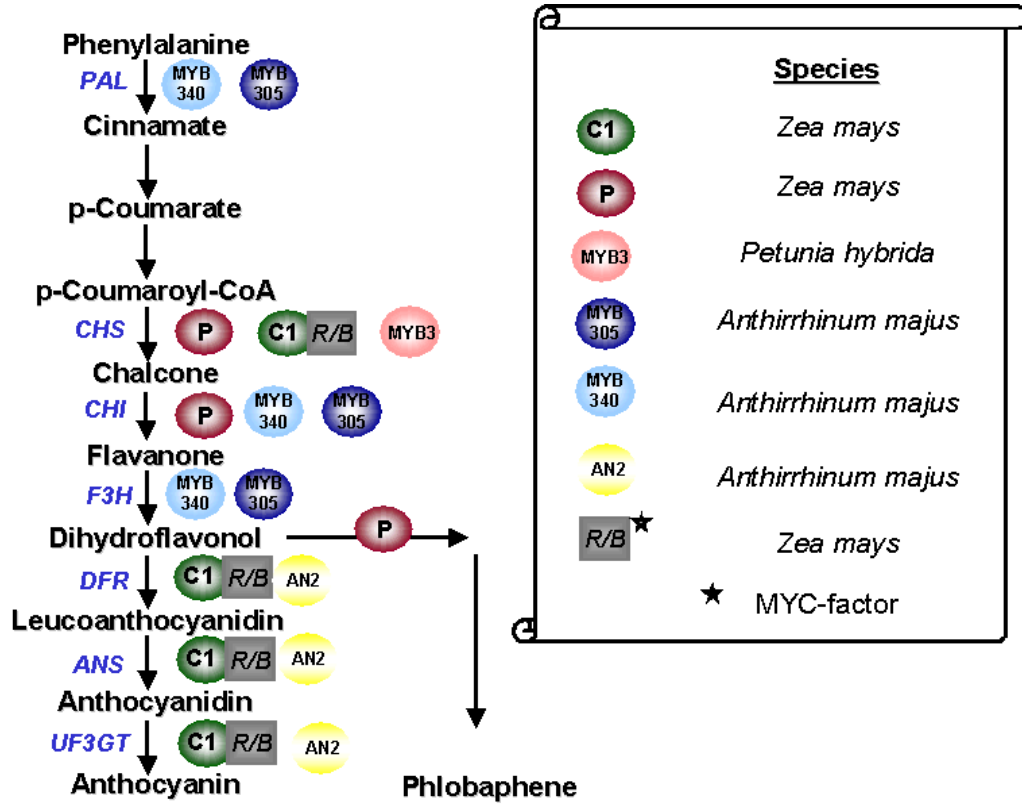 Phenylalanine
PAL
MYB
340
MYB
305
Cinnamate
p-Coumarate
p-Coumaroyl-CoA
CHS
P
C1
R/B
MYB3
Chalcone
CHI
P
MYB
340
MYB
305
Flavanone
F3H
MYB
340
MYB
305
Dihydroflavonol
P
DFR
C1
R/B
AN2
Leucoanthocyanidin
ANS
C1
R/B
AN2
Anthocyanidin
UF3GT
C1
R/B
AN2
Anthocyanin
Phlobaphene
Species
C1
Zea mays
P
Zea mays
MYB3
Petunia hybrida
MYB
305
Anthirrhinum majus
MYB
340
Anthirrhinum majus
AN2
Anthirrhinum majus
R/B
Zea mays
MYC-factor